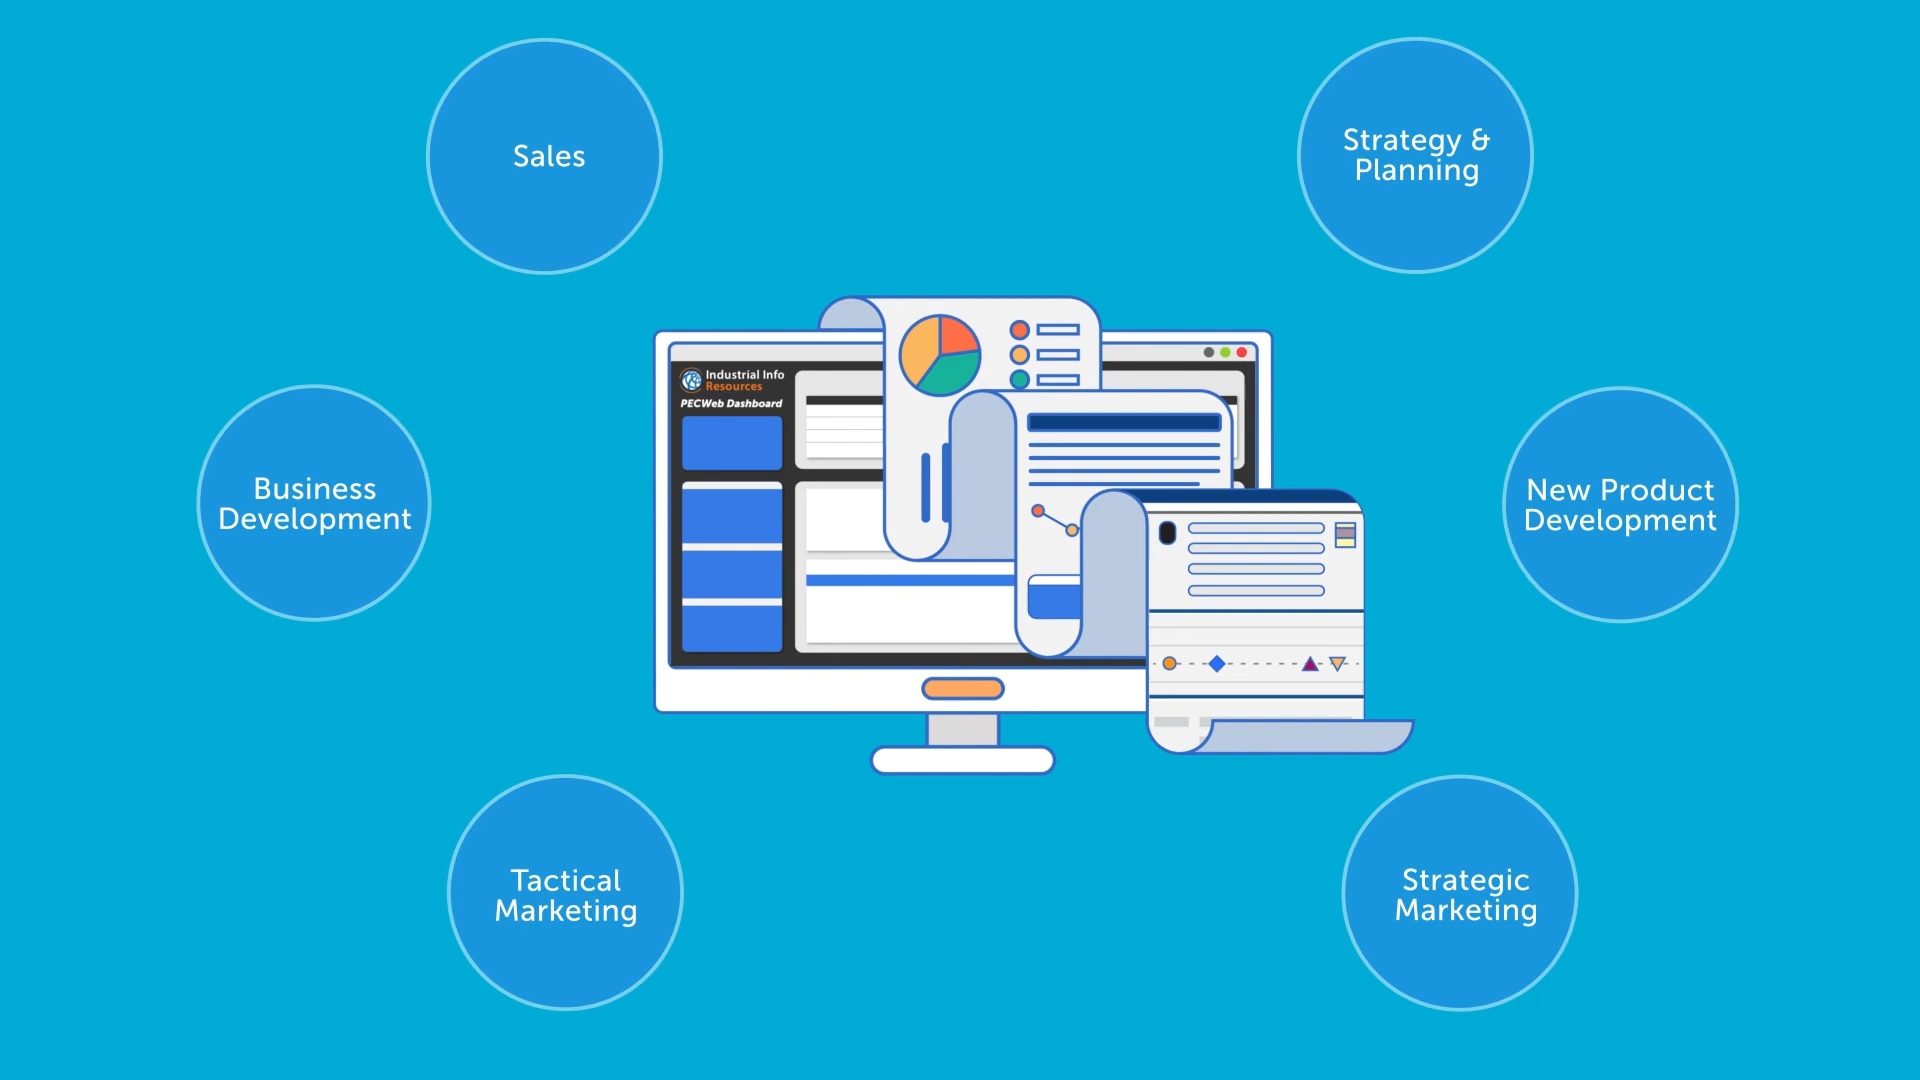 Sales
Strategy &
Planning
Industrial Info
Resources
PECWeb Dashboard
Business
Development
New Product
Development
Tactical
Marketing
Strategic
Marketing